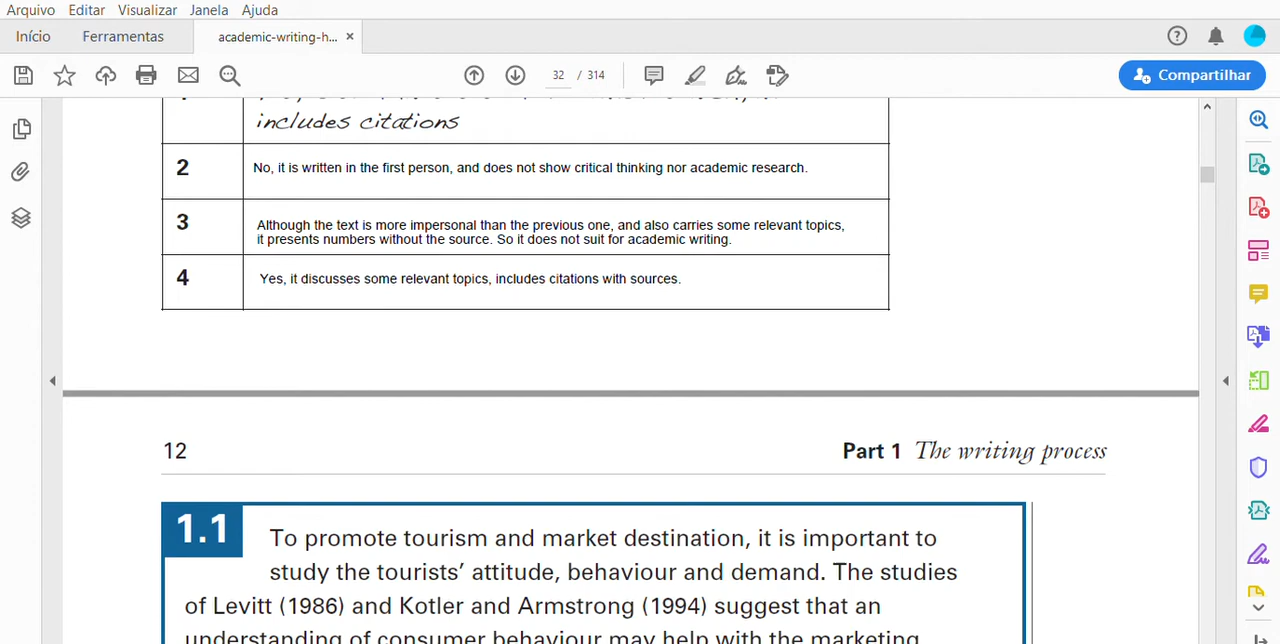 Arquivo Editar Visualizar Janela Ajuda
Início Ferramentas academic-writing-h... ×
32 / 314 Compartilhar
includes citations
2 No, it is written in the first person, and does not show critical thinking nor academic research.
3 Although the text is more impersonal than the previous one, and also carries some relevant topics,
it presents numbers without the source. So it does not suit for academic writing.
4 Yes, it discusses some relevant topics, includes citations with sources.
12 Part 1 The writing process
1.1 To promote tourism and market destination, it is important to
study the tourists' attitude, behaviour and demand. The studies
of Levitt (1986) and Kotler and Armstrong (1994) suggest that an
understanding of consumer behaviour may help with the marketing